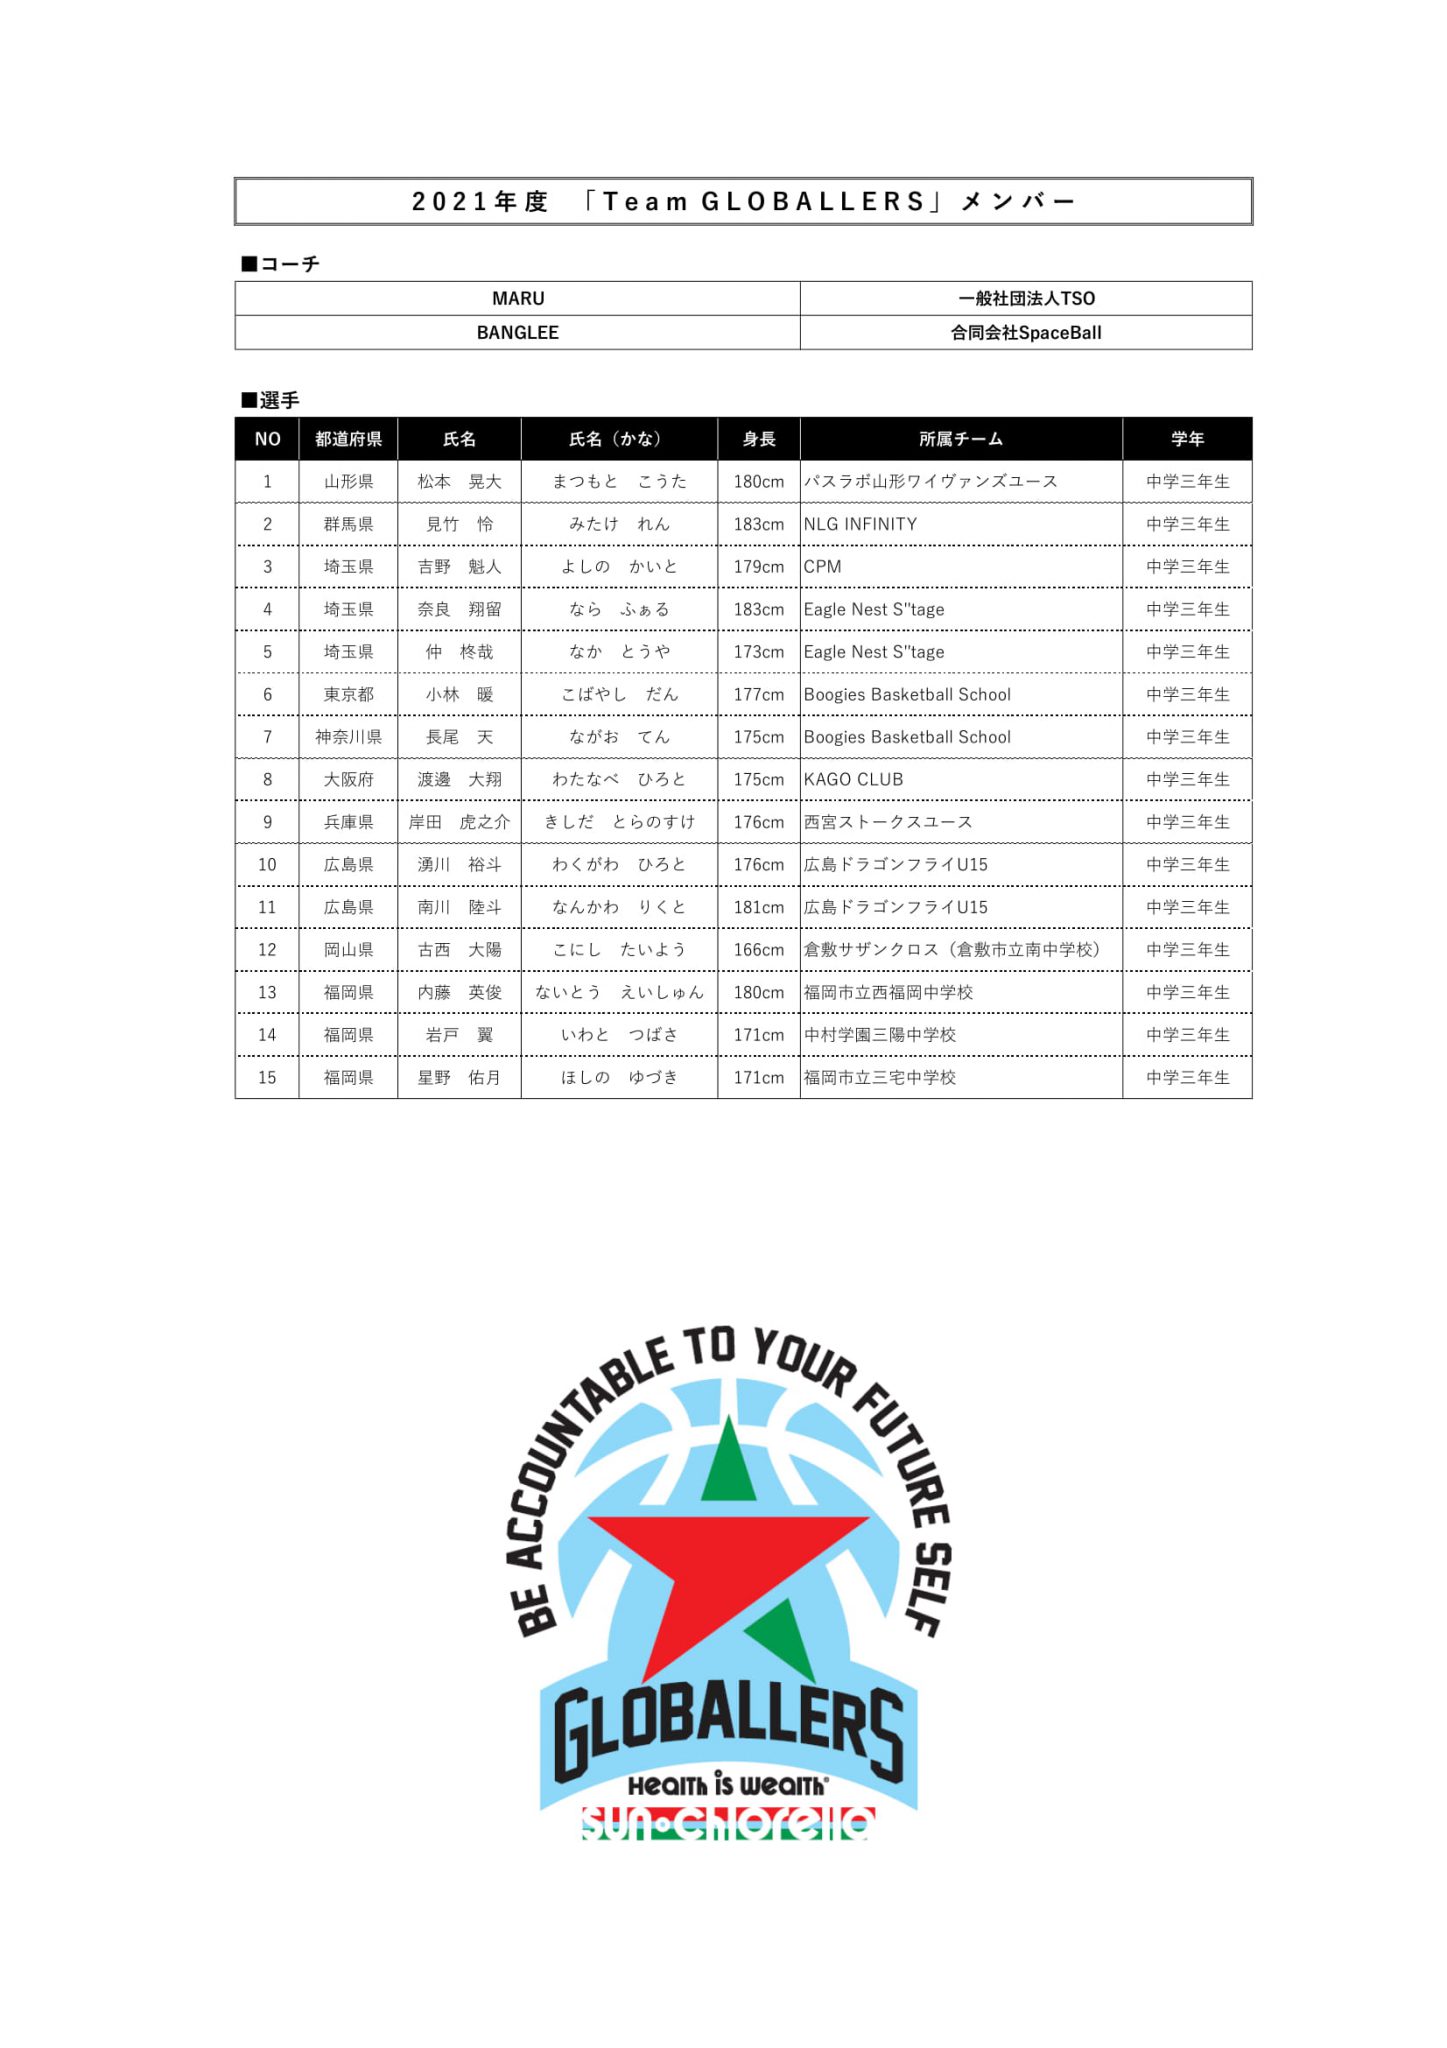 2021年度 「Team GLOBALLERS」メンバー
■コーチ
MARU 一般社団法人TSO
BANGLEE 合同会社SpaceBall
■選手
NO 都道府県 氏名 氏名（かな） 身長 所属チーム 学年
1 山形県 松本　晃大 まつもと　こうた 180cm パスラボ山形ワイヴァンズユース 中学三年生
2 群馬県 見竹　怜 みたけ　れん 183cm NLG INFINITY 中学三年生
3 埼玉県 吉野　魁人 よしの　かいと 179cm CPM 中学三年生
4 埼玉県 奈良　翔留 なら　ふぁる 183cm Eagle Nest S"tage 中学三年生
5 埼玉県 仲　柊哉 なか　とうや 173cm Eagle Nest S"tage 中学三年生
6 東京都 小林　暖 こばやし　だん 177cm Boogies Basketball School 中学三年生
7 神奈川県 長尾　天 ながお　てん 175cm Boogies Basketball School 中学三年生
8 大阪府 渡邊　大翔 わたなべ　ひろと 175cm KAGO CLUB 中学三年生
9 兵庫県 岸田　虎之介 きしだ　とらのすけ 176cm 西宮ストークスユース 中学三年生
10 広島県 湧川　裕斗 わくがわ　ひろと 176cm 広島ドラゴンフライU15 中学三年生
11 広島県 南川　陸斗 なんかわ　りくと 181cm 広島ドラゴンフライU15 中学三年生
12 岡山県 古西　大陽 こにし　たいよう 166cm 倉敷サザンクロス（倉敷市立南中学校） 中学三年生
13 福岡県 内藤　英俊 ないとう　えいしゅん 180cm 福岡市立西福岡中学校 中学三年生
14 福岡県 岩戸　翼 いわと　つばさ 171cm 中村学園三陽中学校 中学三年生
15 福岡県 星野　佑月 ほしの　ゆづき 171cm 福岡市立三宅中学校 中学三年生
BE ACCOUNTABLE TO YOUR FUTURE SELF
GLOBALLERS
Health is Wealth®
sun・chlorella